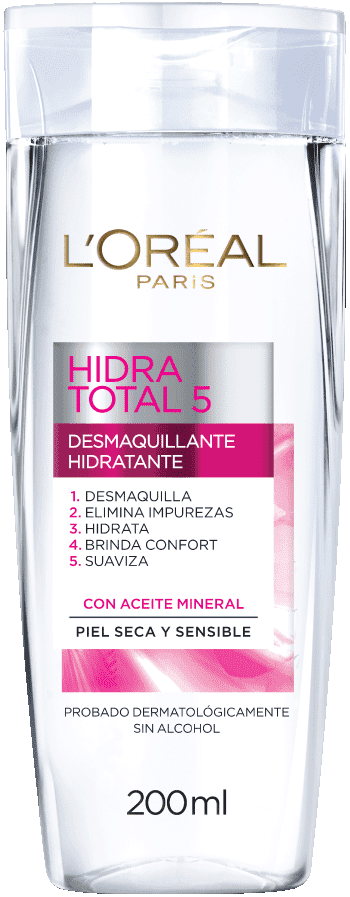 L'ORÉAL
PARIS
HIDRA
TOTAL 5
DESMAQUILLANTE
HIDRATANTE
1. DESMAQUILLA
2. ELIMINA IMPUREZAS
3. HIDRATA
4. BRINDA CONFORT
5. SUAVIZA
CON ACEITE MINERAL
PIEL SECA Y SENSIBLE
PROBADO DERMATOLÓGICAMENTE
SIN ALCOHOL
200ml